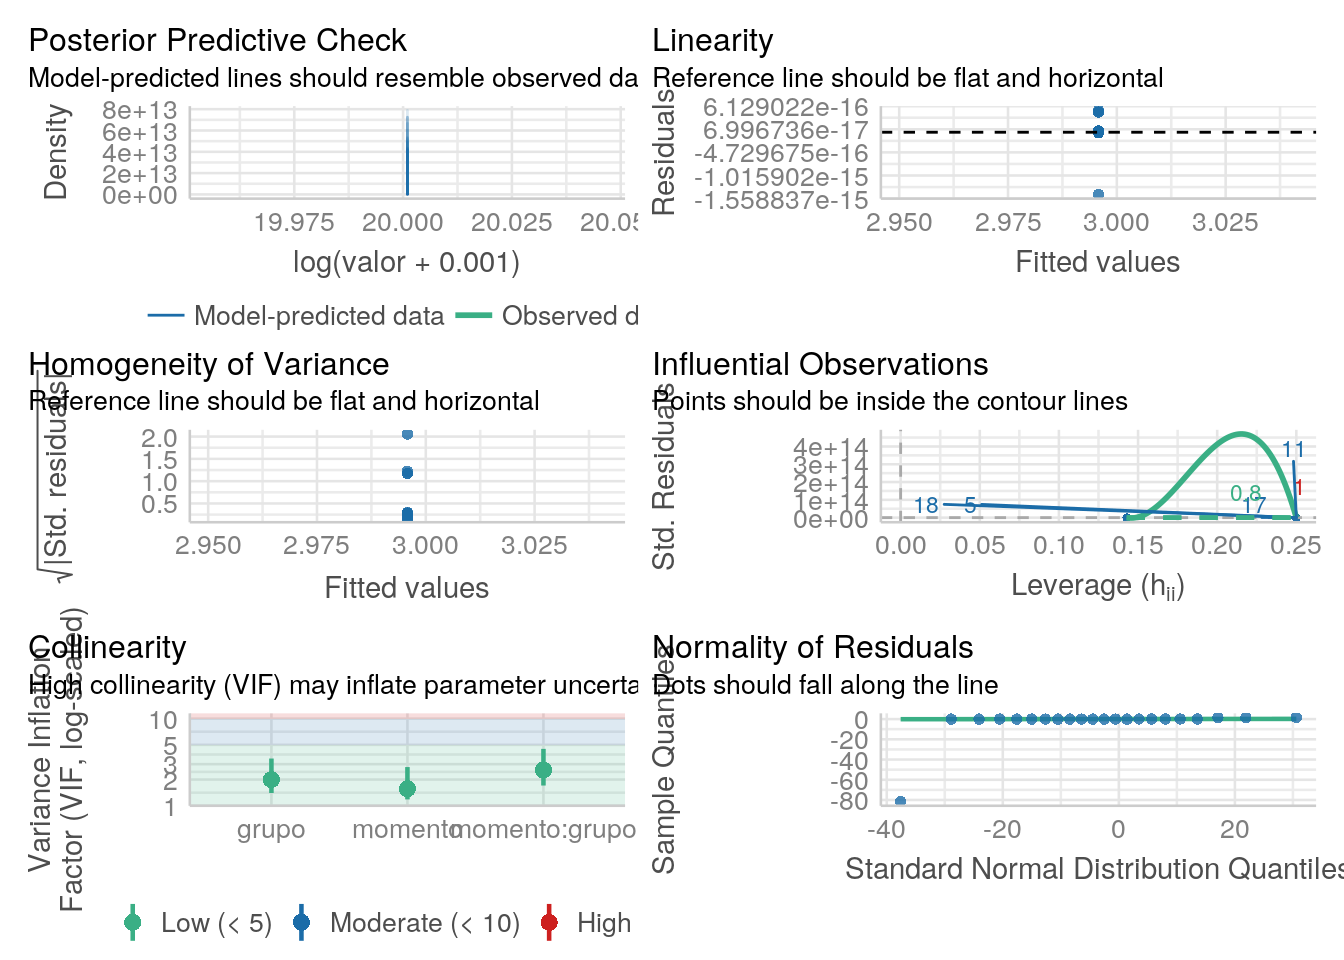 Posterior Predictive Check
Model-predicted lines should resemble observed da
Density
8e+13
6e+13
4e+13
2e+13
0e+00
19.975 20.000 20.025 20.05
log(valor + 0.001)
Model-predicted data Observed d
Linearity
Reference line should be flat and horizontal
Residuals
6.129022e-16
6.996736e-17
-4.729675e-16
-1.015902e-15
-1.558837e-15
2.950 2.975 3.000 3.025
Fitted values
Homogeneity of Variance
Reference line should be flat and horizontal
√|Std. residuals|
2.0
1.5
1.0
0.5
2.950 2.975 3.000 3.025
Fitted values
Influential Observations
Points should be inside the contour lines
Std. Residuals
4e+14
3e+14
2e+14
1e+14
0e+00
11
1
0.8
18 5 17
0.00 0.05 0.10 0.15 0.20 0.25
Leverage (hii)
Collinearity
High collinearity (VIF) may inflate parameter uncerta
Variance Inflation
Factor (VIF, log-scaled)
10
5
3
2
1
grupo momento momento:grupo
Low (< 5) Moderate (< 10) High
Normality of Residuals
Dots should fall along the line
Sample Quantiles
0
-20
-40
-60
-80
-40 -20 0 20
Standard Normal Distribution Quantiles